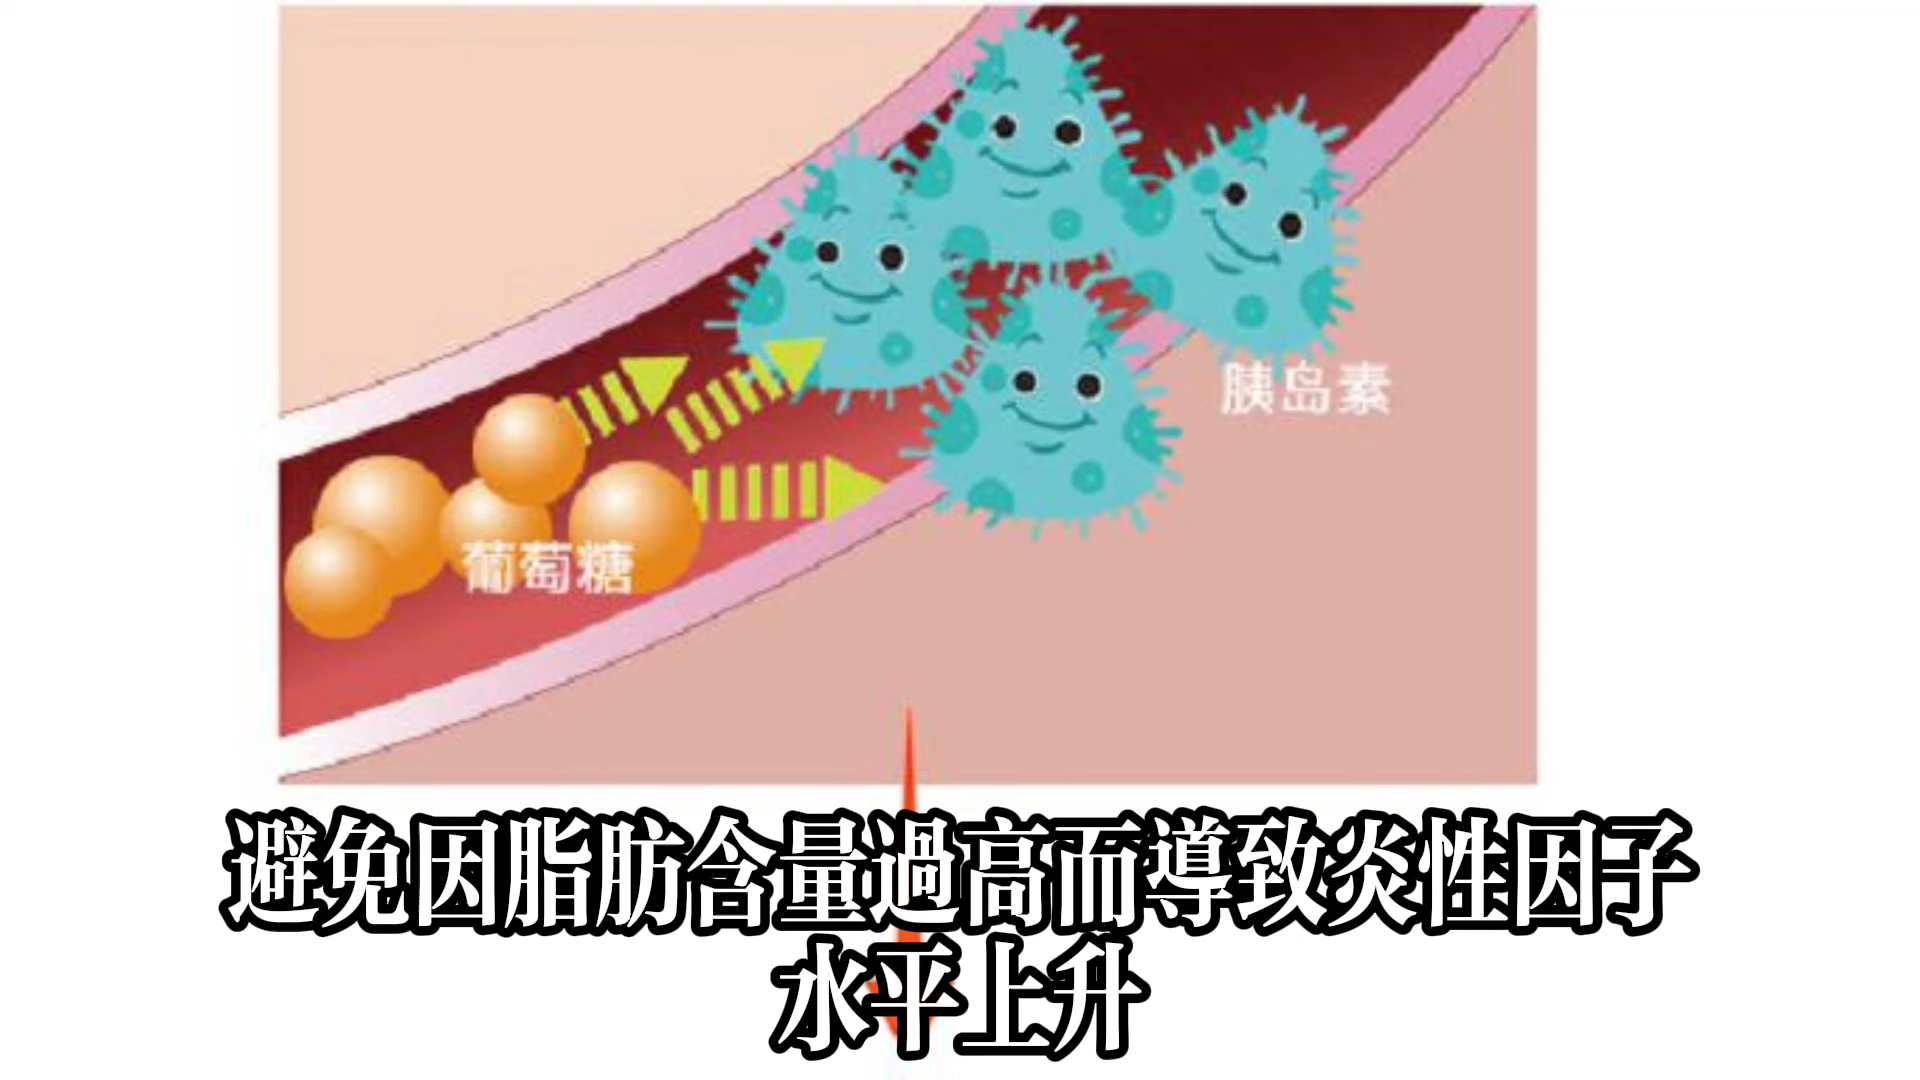 胰岛素
葡萄糖
避免因脂肪含量過高而導致炎性因子
水平上升